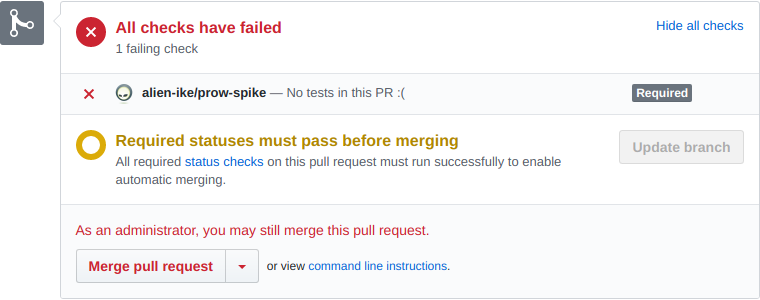 All checks have failed
Hide all checks
1 failing check
alien-ike/prow-spike — No tests in this PR :(
Required
Required statuses must pass before merging
Update branch
All required status checks on this pull request must run successfully to enable
automatic merging.
As an administrator, you may still merge this pull request.
Merge pull request
or view command line instructions.